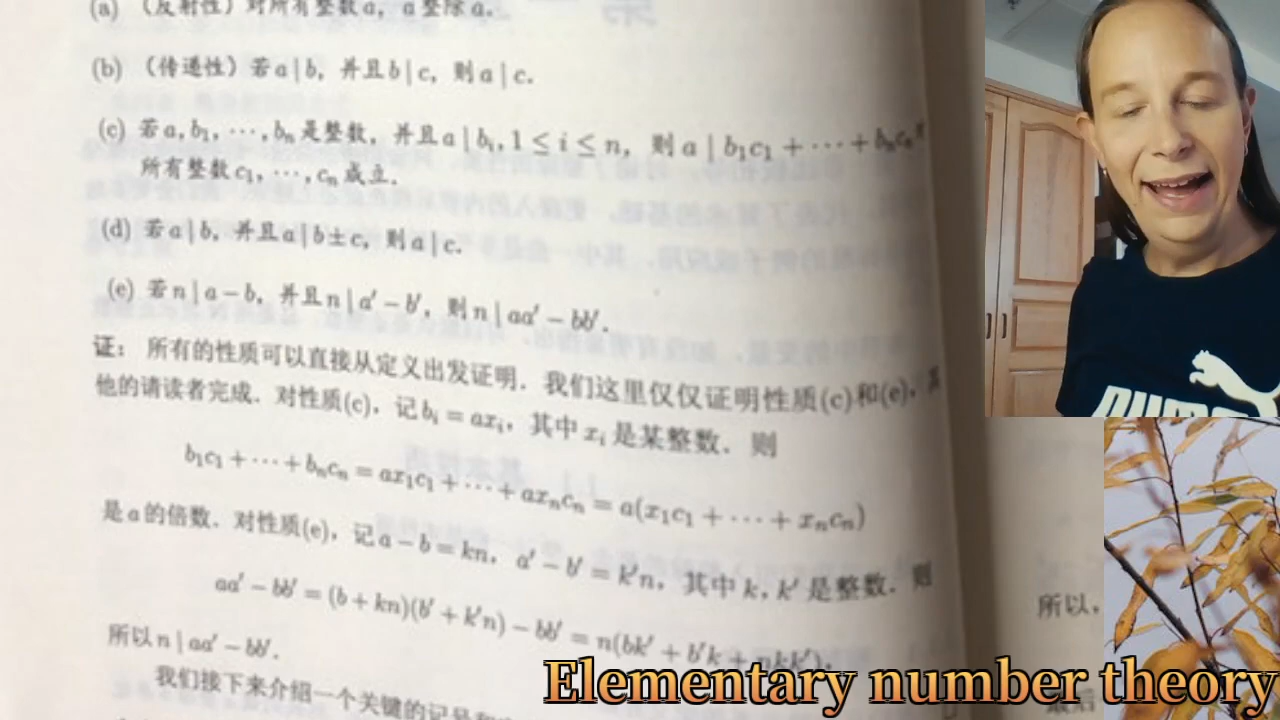 (a) （反射性）对所有整数a，a整除a.
(b) （传递性）若a|b，并且b|c，则a|c.
(c) 若a, b₁, ⋯, bₙ是整数，并且a|bᵢ, 1≤i≤n，则a|b₁c₁+⋯+bₙcₙ
所有整数c₁, ⋯, cₙ成立.
(d) 若a|b，并且a|b±c，则a|c.
(e) 若n|a−b，并且n|a′−b′，则n|aa′−bb′.
证： 所有的性质可以直接从定义出发证明. 我们这里仅仅证明性质(c)和(e)，其
他的请读者完成. 对性质(c)，记bᵢ=axᵢ，其中xᵢ是某整数. 则
b₁c₁+⋯+bₙcₙ=ax₁c₁+⋯+axₙcₙ=a(x₁c₁+⋯+xₙcₙ)
是a的倍数. 对性质(e)，记a−b=kn，a′−b′=k′n，其中k, k′是整数. 则
aa′−bb′=(b+kn)(b′+k′n)−bb′=n(bk′+b′k+nkk′).
所以n|aa′−bb′.
我们接下来介绍一个关键的记号和
所以，
最后
Elementary number theory